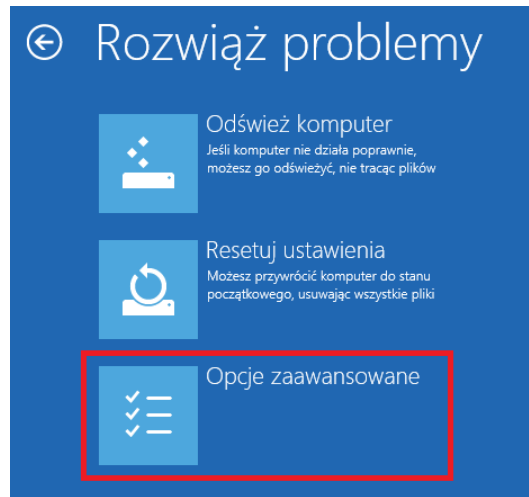 Rozwiąż problemy
Odśwież komputer
Jeśli komputer nie działa poprawnie,
możesz go odświeżyć, nie tracąc plików
Resetuj ustawienia
Możesz przywrócić komputer do stanu
początkowego, usuwając wszystkie pliki
Opcje zaawansowane